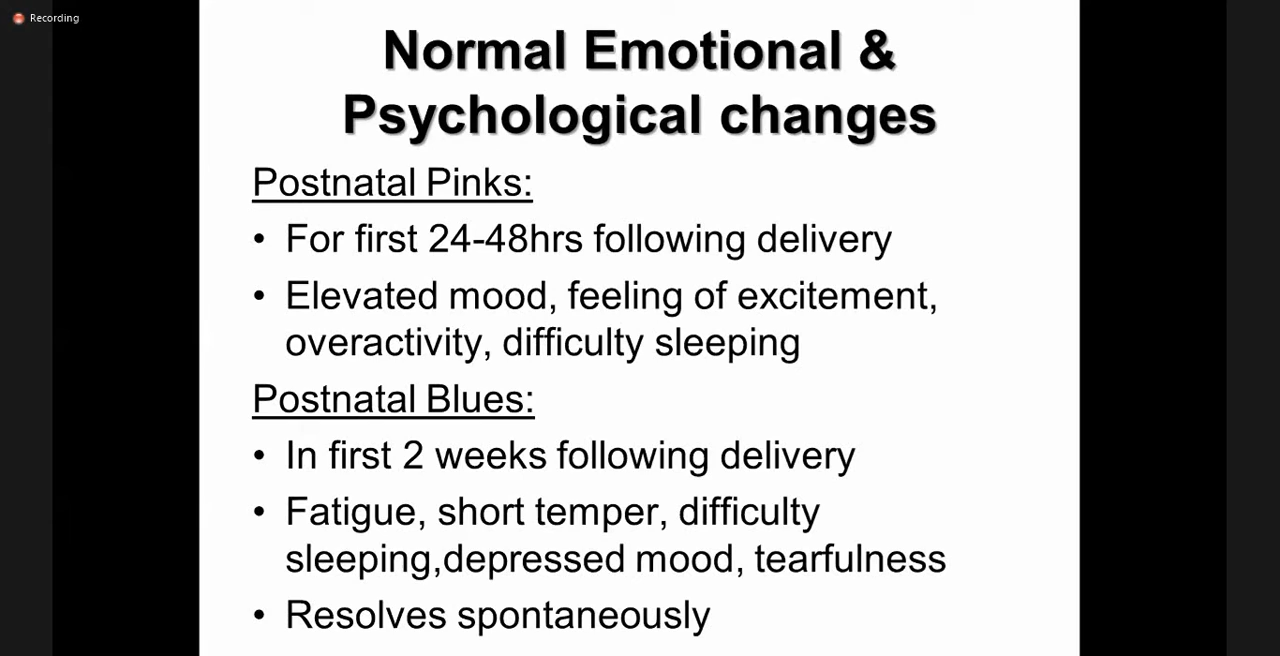 Recording
Normal Emotional &
Psychological changes
Postnatal Pinks:
• For first 24-48hrs following delivery
• Elevated mood, feeling of excitement,
overactivity, difficulty sleeping
Postnatal Blues:
• In first 2 weeks following delivery
• Fatigue, short temper, difficulty
sleeping,depressed mood, tearfulness
• Resolves spontaneously